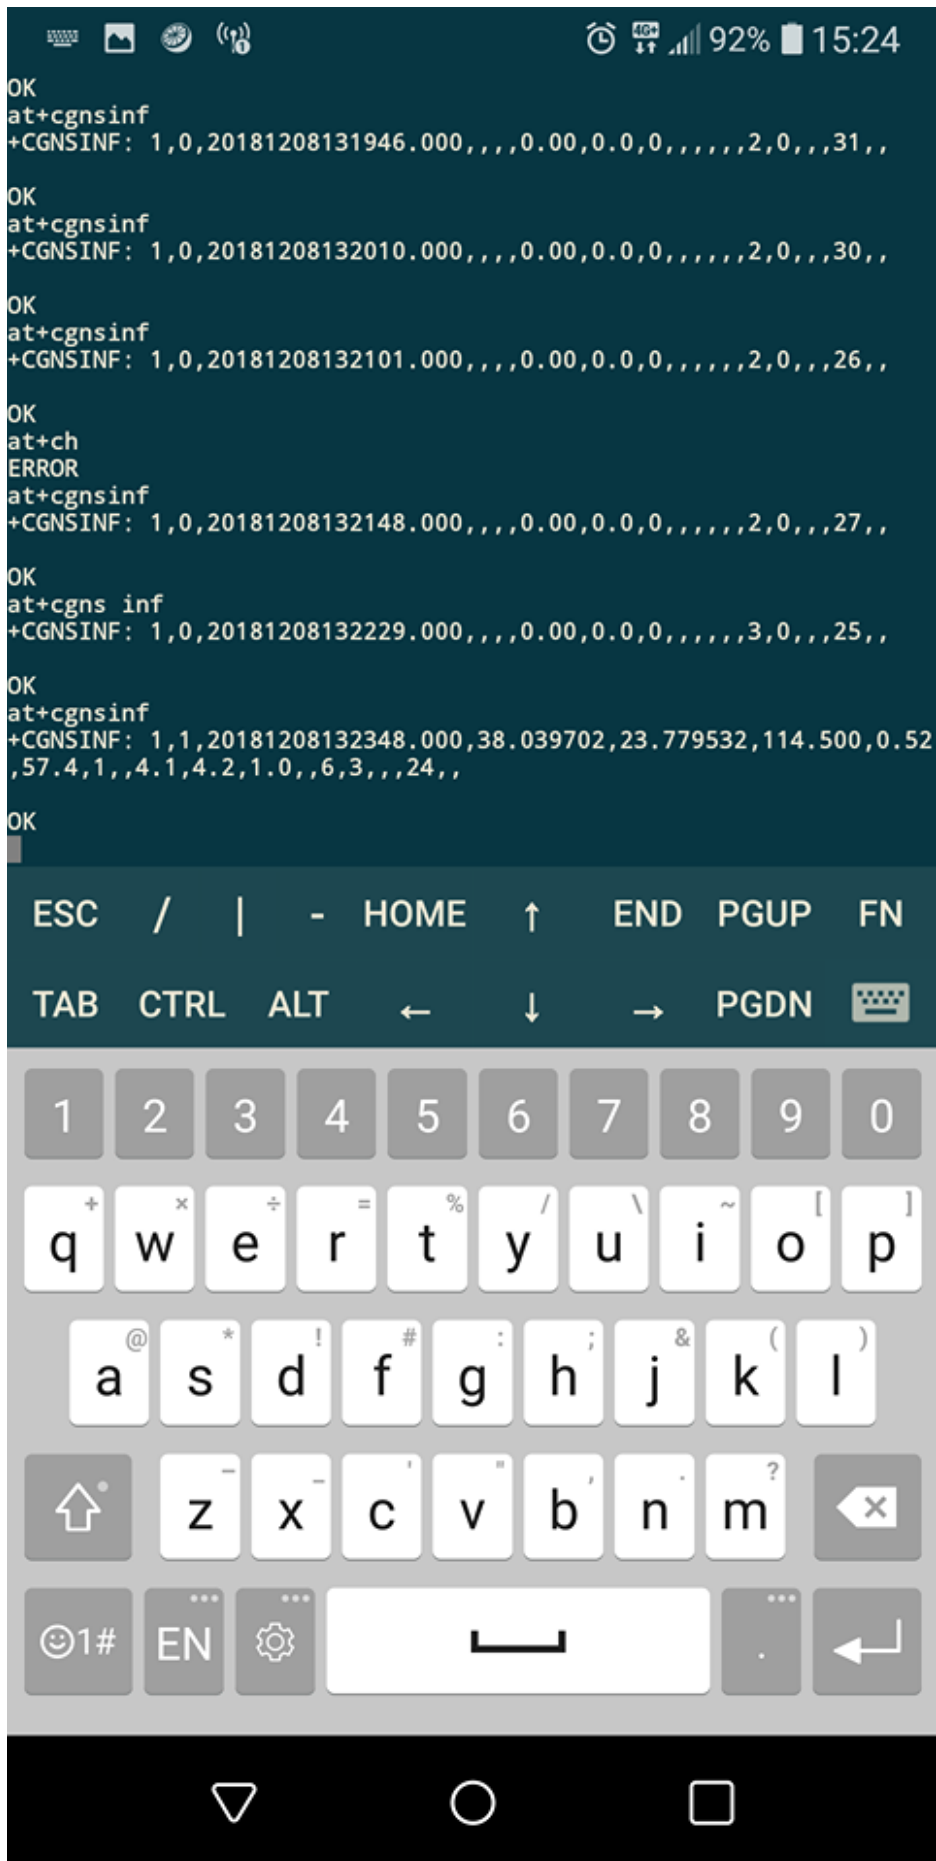 4G+ 92% 15:24
OK
at+cgnsinf
+CGNSINF: 1,0,20181208131946.000,,,,0.00,0.0,0,,,,,,2,0,,,31,,
OK
at+cgnsinf
+CGNSINF: 1,0,20181208132010.000,,,,0.00,0.0,0,,,,,,2,0,,,30,,
OK
at+cgnsinf
+CGNSINF: 1,0,20181208132101.000,,,,0.00,0.0,0,,,,,,2,0,,,26,,
OK
at+ch
ERROR
at+cgnsinf
+CGNSINF: 1,0,20181208132148.000,,,,0.00,0.0,0,,,,,,2,0,,,27,,
OK
at+cgns inf
+CGNSINF: 1,0,20181208132229.000,,,,0.00,0.0,0,,,,,,3,0,,,25,,
OK
at+cgnsinf
+CGNSINF: 1,1,20181208132348.000,38.039702,23.779532,114.500,0.52
,57.4,1,,4.1,4.2,1.0,,6,3,,,24,,
OK
ESC / | - HOME ↑ END PGUP FN
TAB CTRL ALT ← ↓ → PGDN
1 2 3 4 5 6 7 8 9 0
+ × ÷ = % / \ ~ [ ]
q w e r t y u i o p
@ * ! # : ; & ( )
a s d f g h j k l
– _ ' " , . ?
z x c v b n m
1# EN .